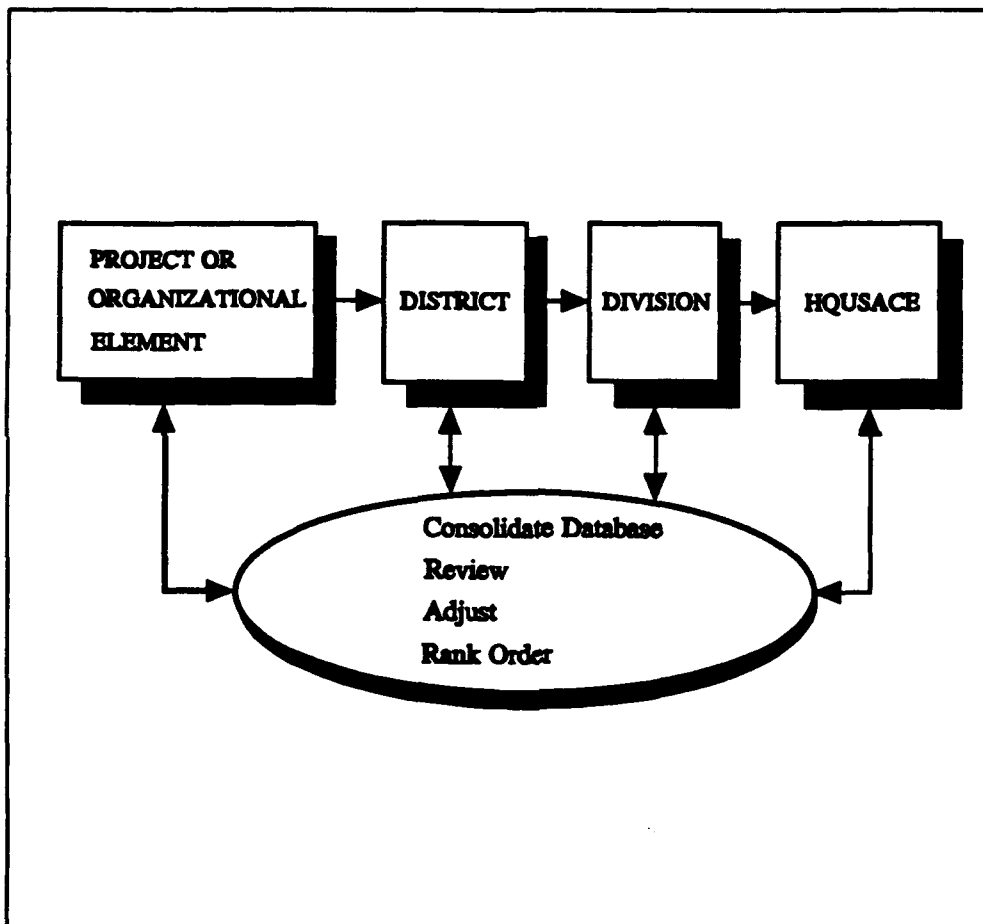 PROJECT OR
ORGANIZATIONAL
ELEMENT
DISTRICT
DIVISION
HQUSACE
Consolidate Database
Review
Adjust
Rank Order